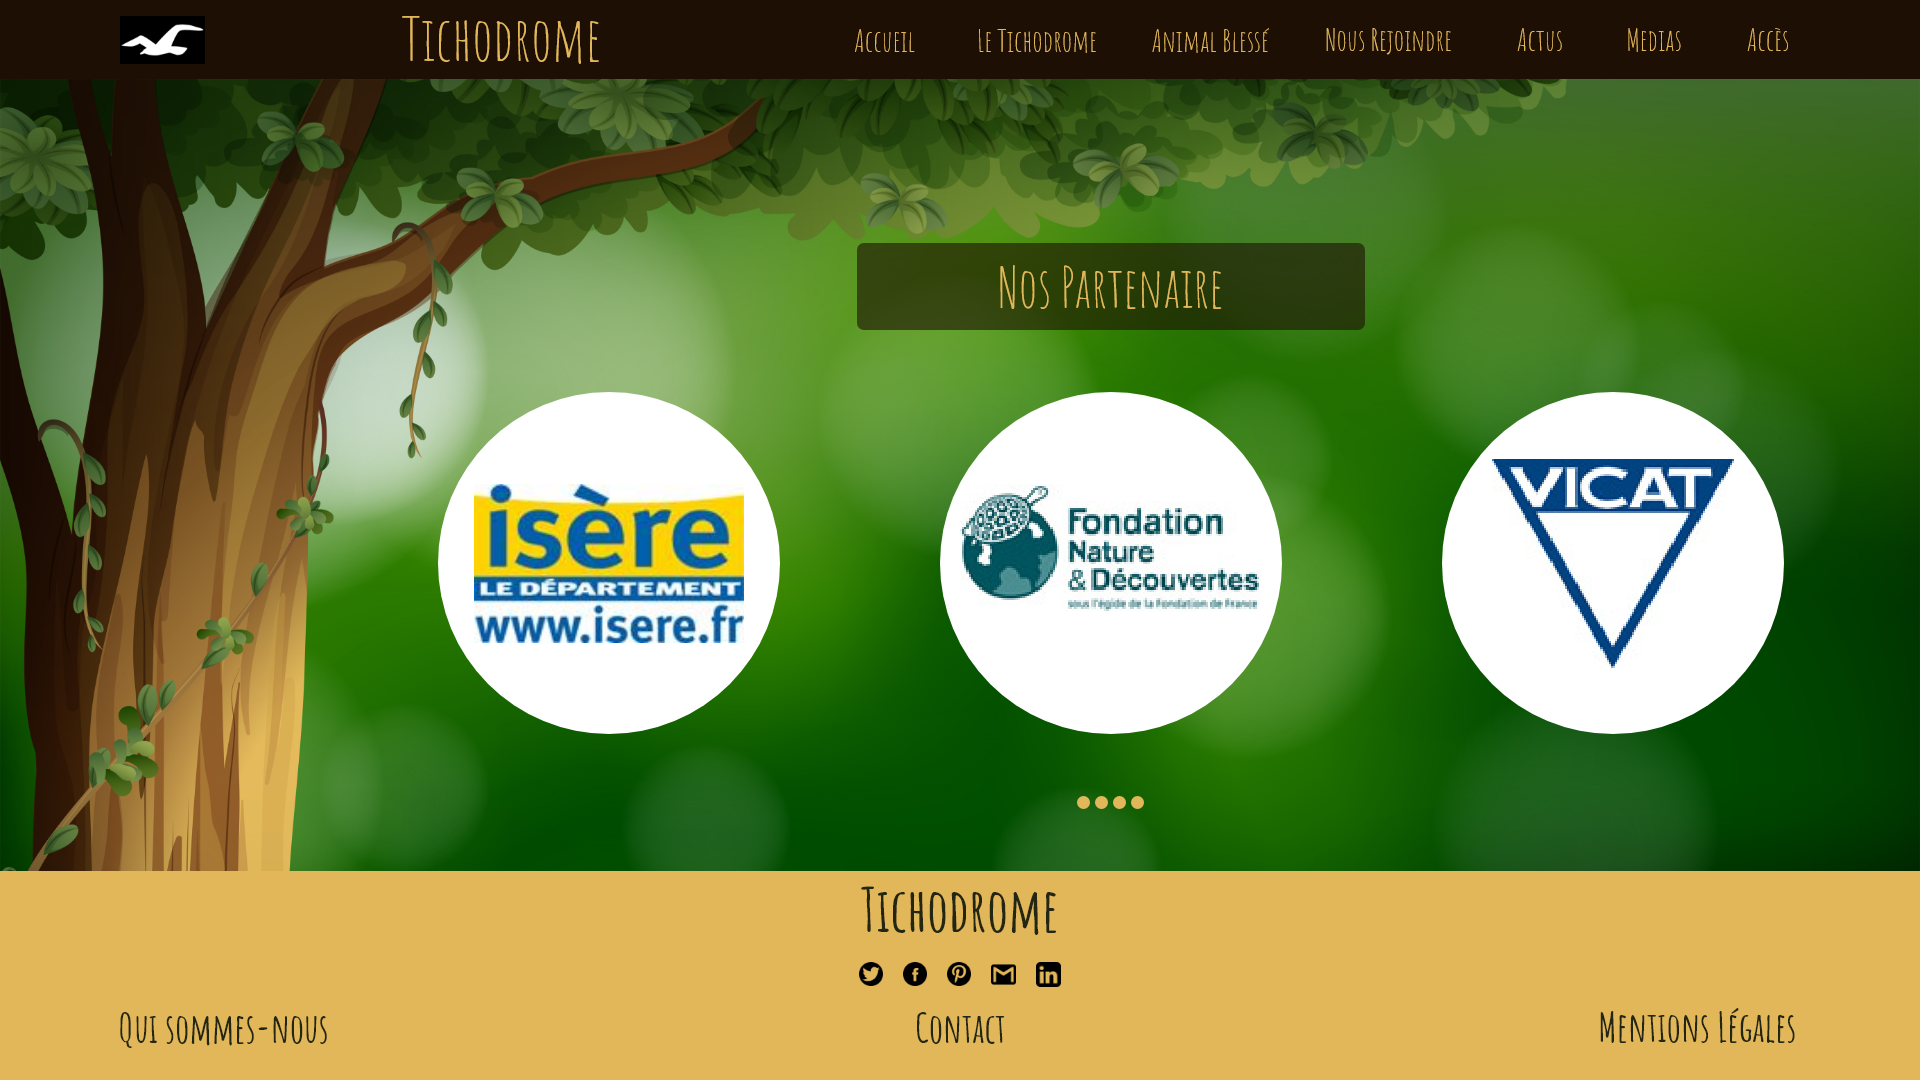 Tichodrome
Accueil
Le Tichodrome
Animal Blessé
Nous Rejoindre
Actus
Medias
Accès
Nos Partenaire
isère
LE DÉPARTEMENT
www.isere.fr
Fondation
Nature
& Découvertes
sous l'égide de la Fondation de France
VICAT
Tichodrome
Qui sommes-nous
Contact
Mentions Légales